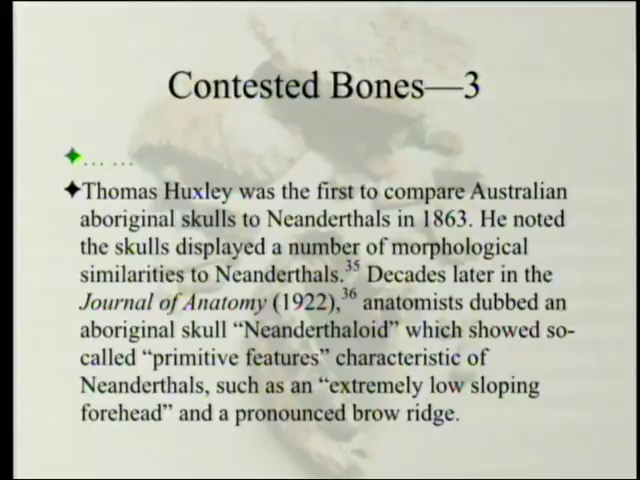 Contested Bones—3
… …
Thomas Huxley was the first to compare Australian
aboriginal skulls to Neanderthals in 1863. He noted
the skulls displayed a number of morphological
similarities to Neanderthals.35 Decades later in the
Journal of Anatomy (1922),36 anatomists dubbed an
aboriginal skull “Neanderthaloid” which showed so-
called “primitive features” characteristic of
Neanderthals, such as an “extremely low sloping
forehead” and a pronounced brow ridge.